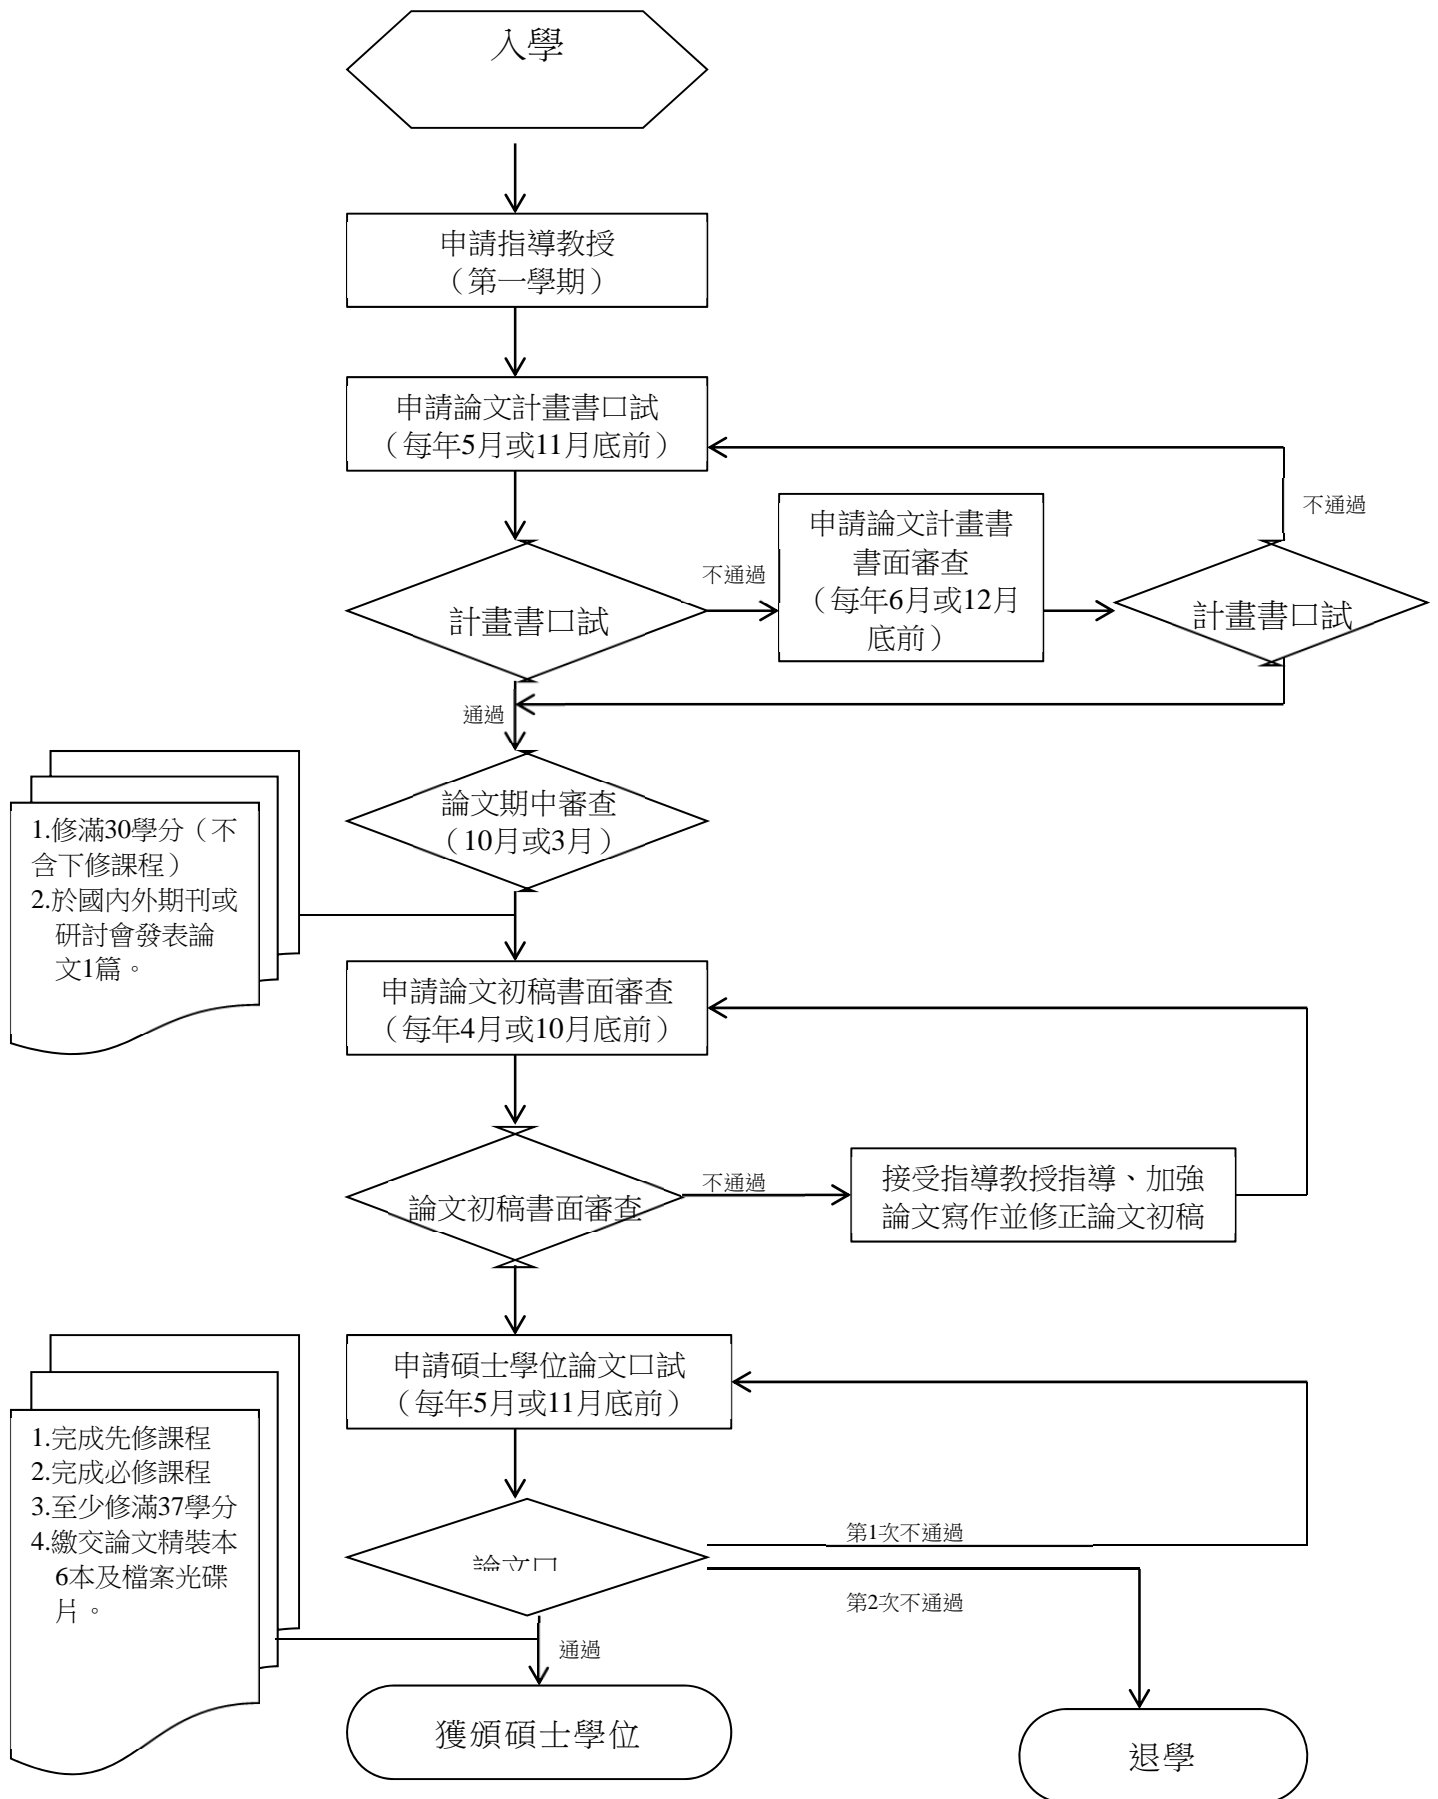 入學
申請指導教授
（第一學期）
申請論文計畫書口試
（每年5月或11月底前）
不通過
申請論文計畫書
書面審查
（每年6月或12月
底前）
不通過
計畫書口試
計畫書口試
通過
論文期中審查
（10月或3月）
1.修滿30學分（不
含下修課程）
2.於國內外期刊或
研討會發表論
文1篇。
申請論文初稿書面審查
（每年4月或10月底前）
不通過
論文初稿書面審查
接受指導教授指導、加強
論文寫作並修正論文初稿
申請碩士學位論文口試
（每年5月或11月底前）
1.完成先修課程
2.完成必修課程
3.至少修滿37學分
4.繳交論文精裝本
6本及檔案光碟
片。
第1次不通過
論文口
第2次不通過
通過
獲頒碩士學位
退學